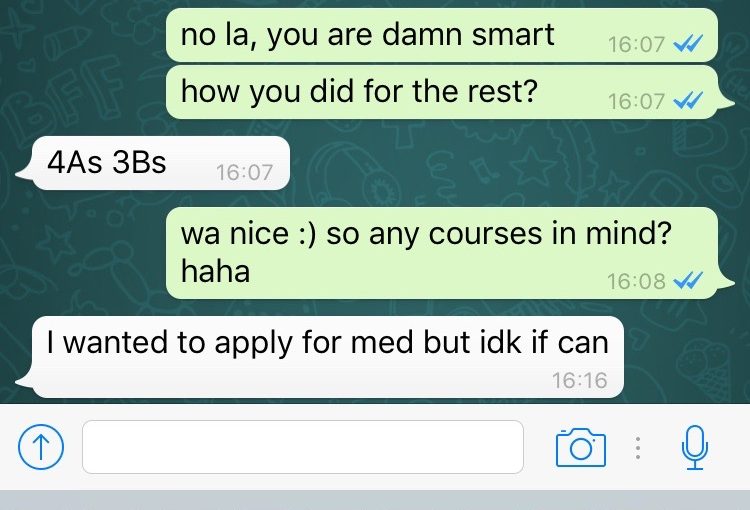 no la, you are damn smart
16:07
how you did for the rest?
16:07
4As 3Bs
16:07
wa nice :) so any courses in mind?
haha
16:08
I wanted to apply for med but idk if can
16:16